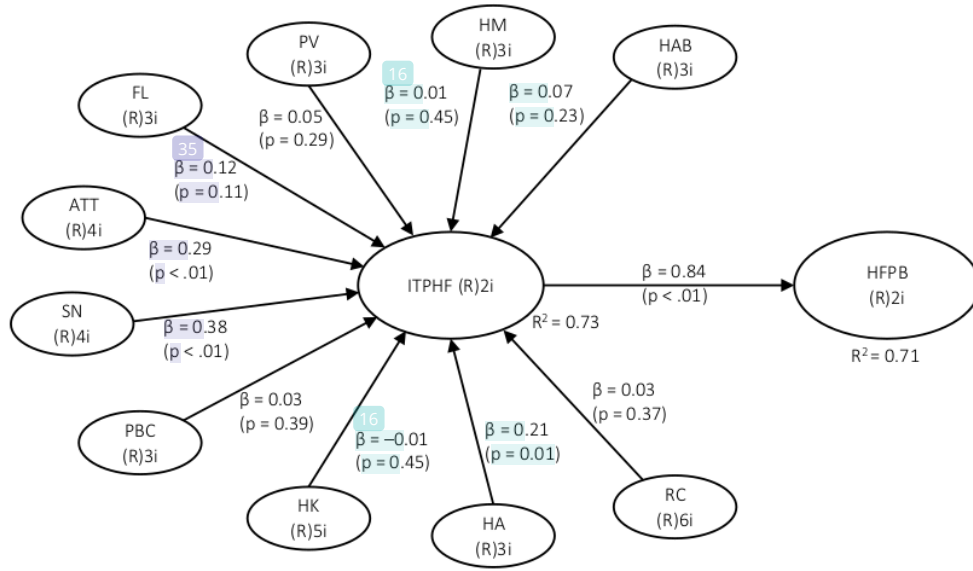 HM
(R)3i
PV
(R)3i
HAB
(R)3i
16
β = 0.01
(p = 0.45)
β = 0.07
(p = 0.23)
FL
(R)3i
β = 0.05
(p = 0.29)
35
β = 0.12
(p = 0.11)
ATT
(R)4i
β = 0.29
(p < .01)
ITPHF (R)2i
R² = 0.73
β = 0.84
(p < .01)
HFPB
(R)2i
R² = 0.71
SN
(R)4i
β = 0.38
(p < .01)
PBC
(R)3i
β = 0.03
(p = 0.39)
16
β = –0.01
(p = 0.45)
β = 0.21
(p = 0.01)
β = 0.03
(p = 0.37)
HK
(R)5i
HA
(R)3i
RC
(R)6i